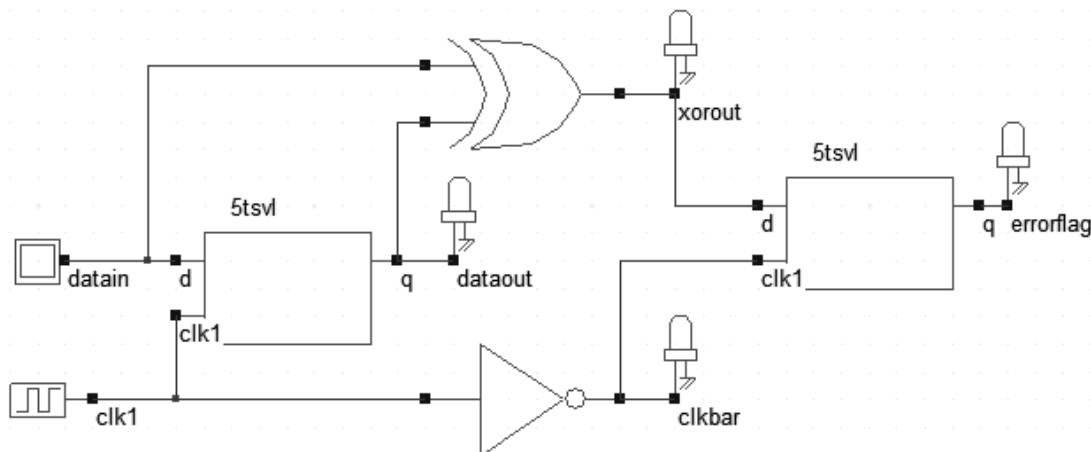 xorout
5tsvl
d
q
errorflag
clk1
5tsvl
datain
d
q
dataout
clk1
clk1
clkbar